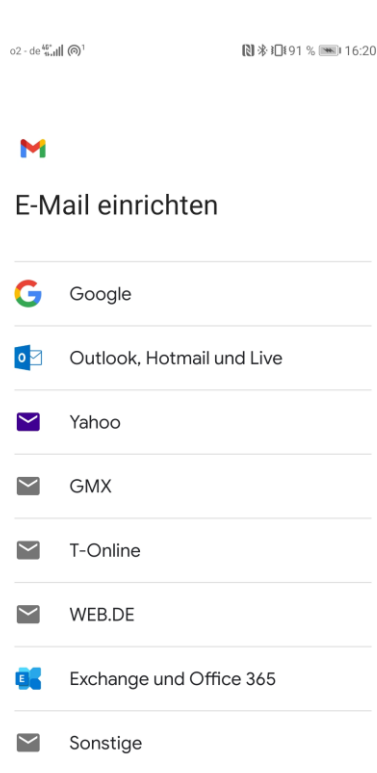 o2 - de 91 % 16:20
E-Mail einrichten
Google
Outlook, Hotmail und Live
Yahoo
GMX
T-Online
WEB.DE
Exchange und Office 365
Sonstige